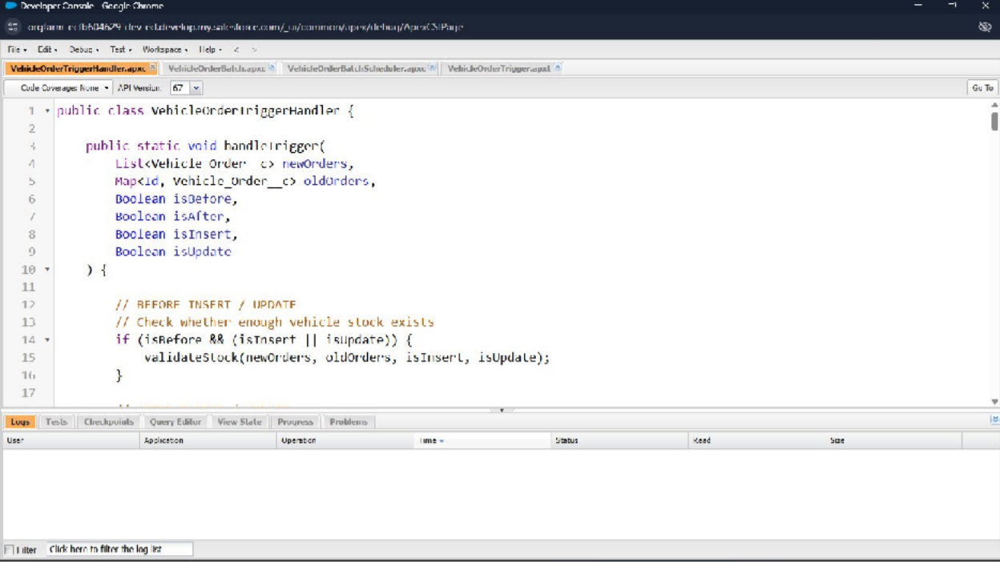 Developer Console - Google Chrome
orgfarm-ecfb604629-dev-ed.develop.my.salesforce.com/_ui/common/apex/debug/ApexCSIPage
File Edit Debug Test Workspace Help < >
VehicleOrderTriggerHandler.apxc VehicleOrderBatch.apxc VehicleOrderBatchScheduler.apxc VehicleOrderTrigger.apxt
Code Coverage: None API Version: 67 Go To
1 public class VehicleOrderTriggerHandler {
2
3 public static void handleTrigger(
4 List<Vehicle_Order__c> newOrders,
5 Map<Id, Vehicle_Order__c> oldOrders,
6 Boolean isBefore,
7 Boolean isAfter,
8 Boolean isInsert,
9 Boolean isUpdate
10 ) {
11
12 // BEFORE INSERT / UPDATE
13 // Check whether enough vehicle stock exists
14 if (isBefore && (isInsert || isUpdate)) {
15 validateStock(newOrders, oldOrders, isInsert, isUpdate);
16 }
17
Logs Tests Checkpoints Query Editor View State Progress Problems
User Application Operation Time Status Read Size
Filter Click here to filter the log list